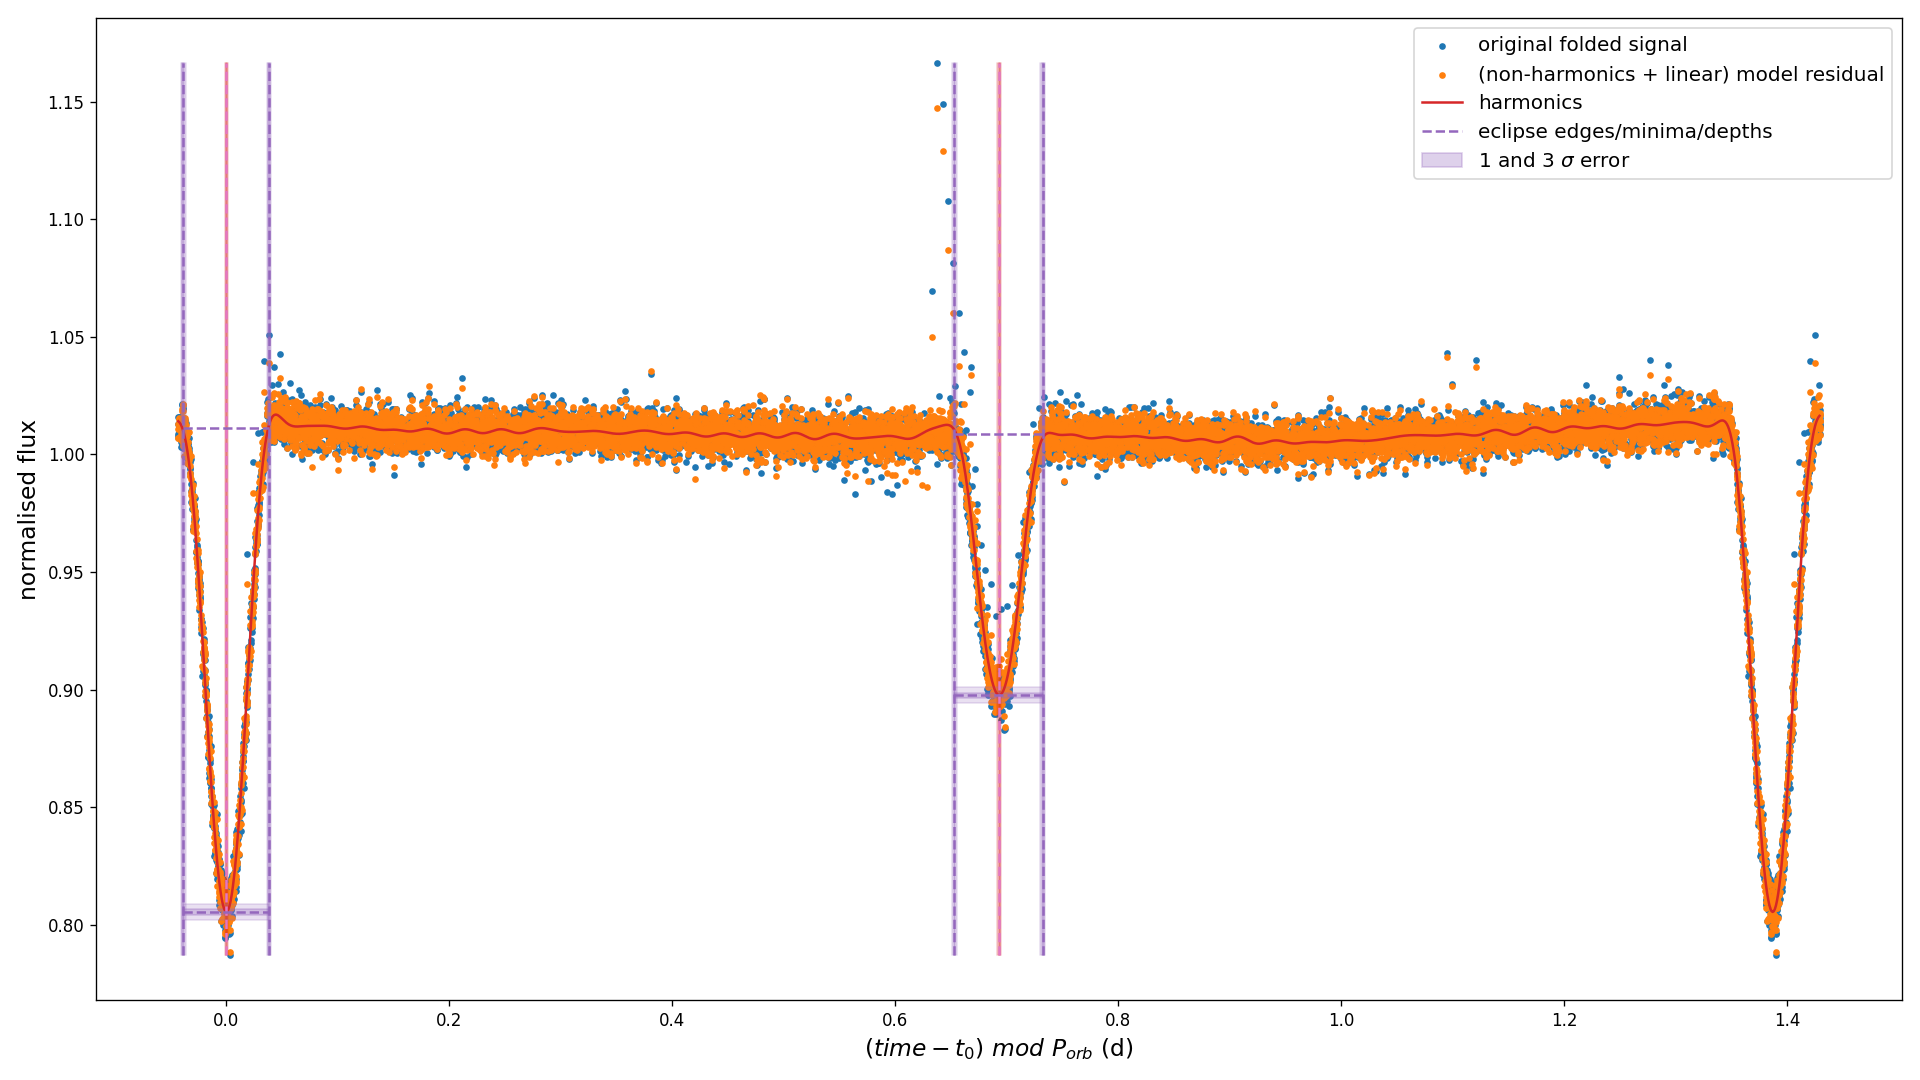 original folded signal
(non-harmonics + linear) model residual
harmonics
eclipse edges/minima/depths
1 and 3 σ error
normalised flux
1.15
1.10
1.05
1.00
0.95
0.90
0.85
0.80
0.0 0.2 0.4 0.6 0.8 1.0 1.2 1.4
(time − t₀) mod P_orb (d)